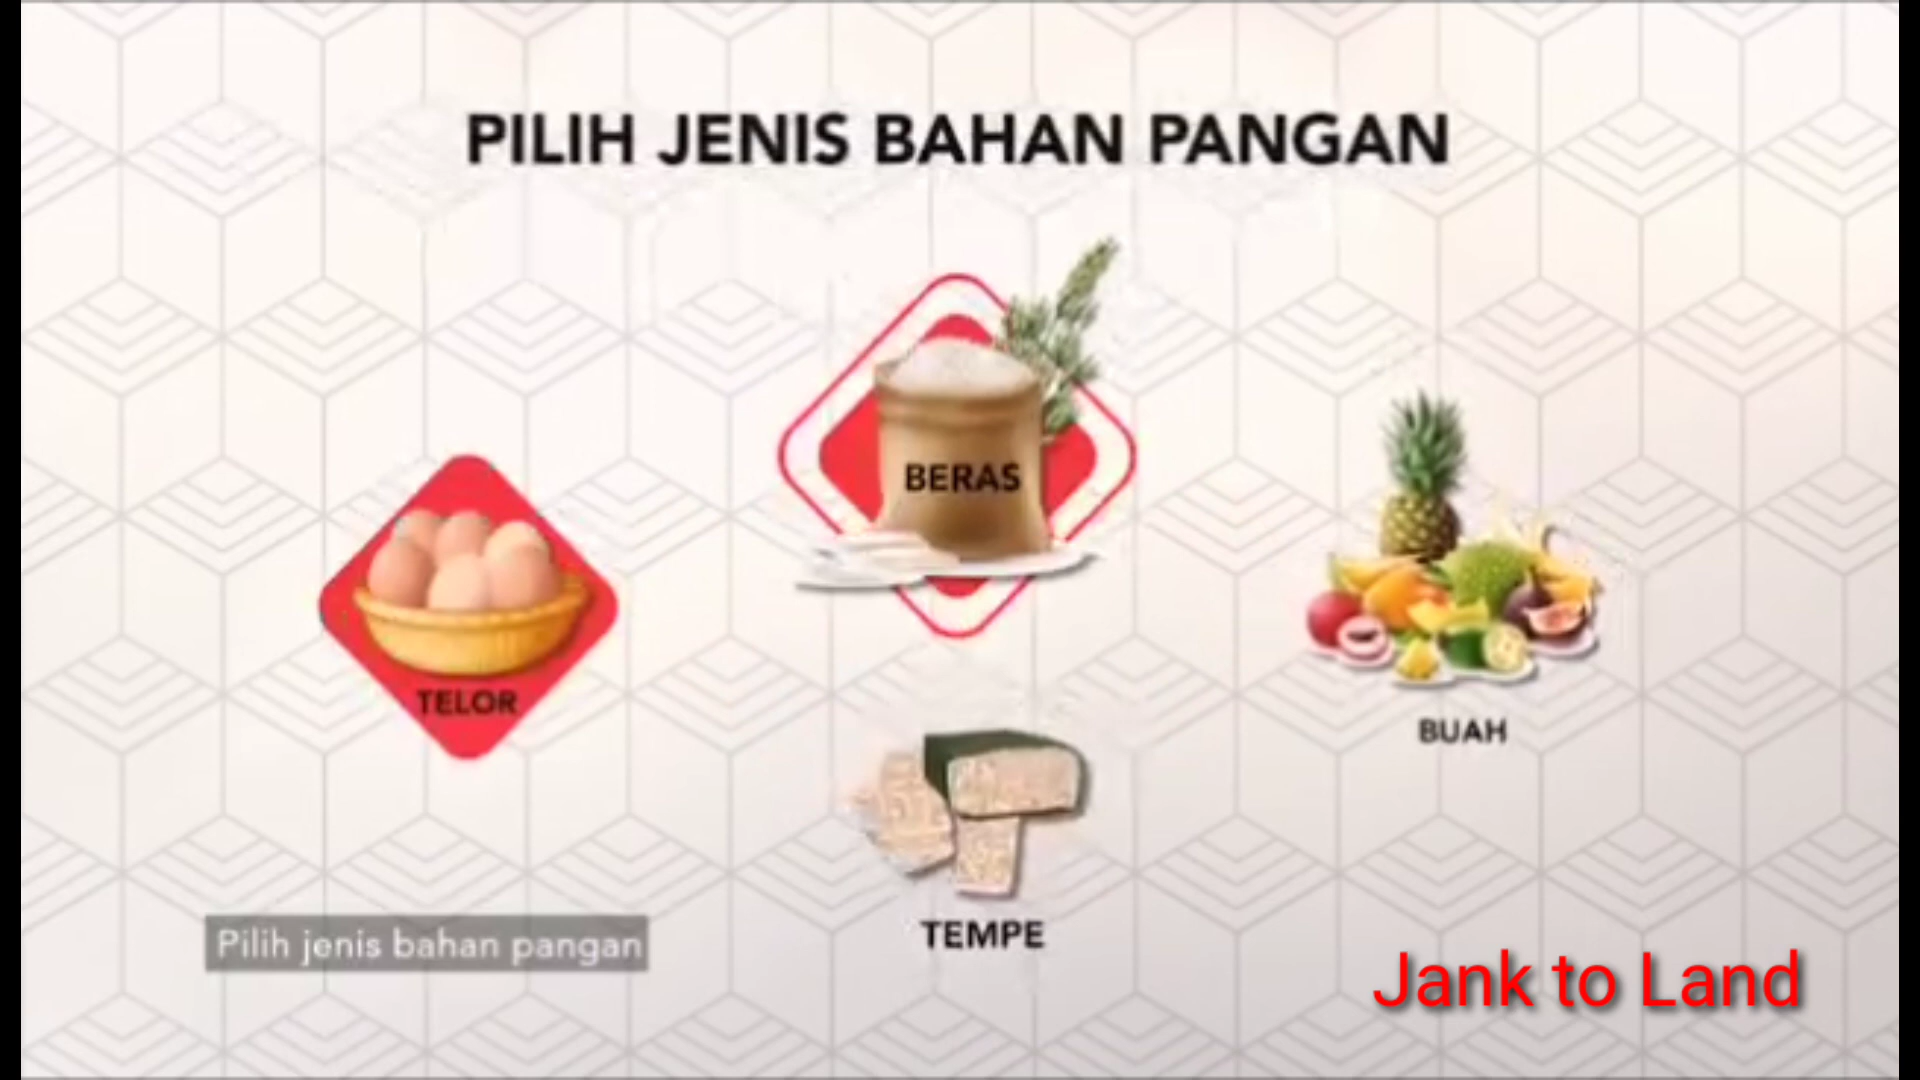 PILIH JENIS BAHAN PANGAN
BERAS
TELOR
BUAH
TEMPE
Pilih jenis bahan pangan
Jank to Land